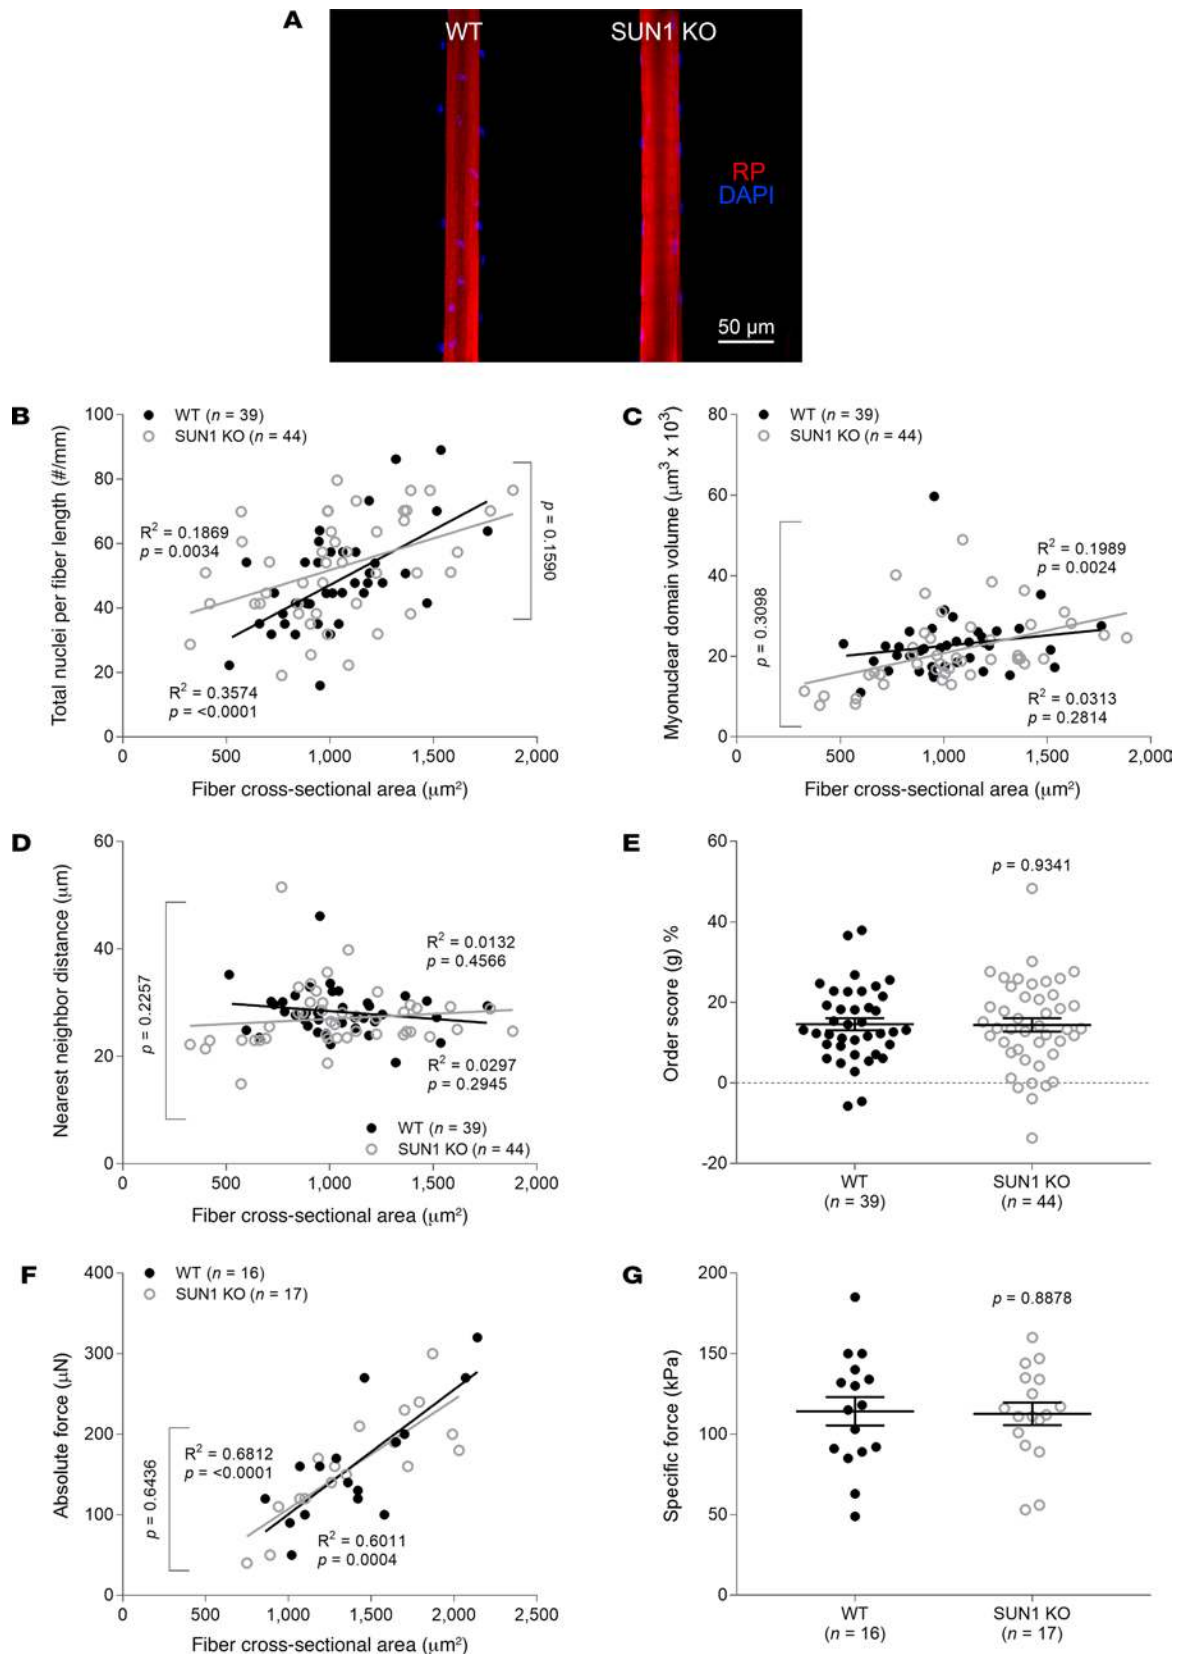 A
WT
SUN1 KO
RP
DAPI
50 μm
B
Total nuclei per fiber length (#/mm)
100
80
60
40
20
0
WT (n = 39)
SUN1 KO (n = 44)
R² = 0.1869
p = 0.0034
R² = 0.3574
p = <0.0001
p = 0.1590
500
1,000
1,500
2,000
0
Fiber cross-sectional area (μm²)
C
Myonuclear domain volume (μm³ x 10³)
80
60
40
20
0
WT (n = 39)
SUN1 KO (n = 44)
p = 0.3098
R² = 0.1989
p = 0.0024
R² = 0.0313
p = 0.2814
0
500
1,000
1,500
2,000
Fiber cross-sectional area (μm²)
D
Nearest neighbor distance (μm)
60
40
20
0
p = 0.2257
R² = 0.0132
p = 0.4566
R² = 0.0297
p = 0.2945
WT (n = 39)
SUN1 KO (n = 44)
0
500
1,000
1,500
2,000
Fiber cross-sectional area (μm²)
E
Order score (g) %
60
40
20
0
-20
p = 0.9341
WT
(n = 39)
SUN1 KO
(n = 44)
F
Absolute force (μN)
400
300
200
100
0
WT (n = 16)
SUN1 KO (n = 17)
p = 0.6436
R² = 0.6812
p = <0.0001
R² = 0.6011
p = 0.0004
0
500
1,000
1,500
2,000
2,500
Fiber cross-sectional area (μm²)
G
Specific force (kPa)
200
150
100
50
0
p = 0.8878
WT
(n = 16)
SUN1 KO
(n = 17)